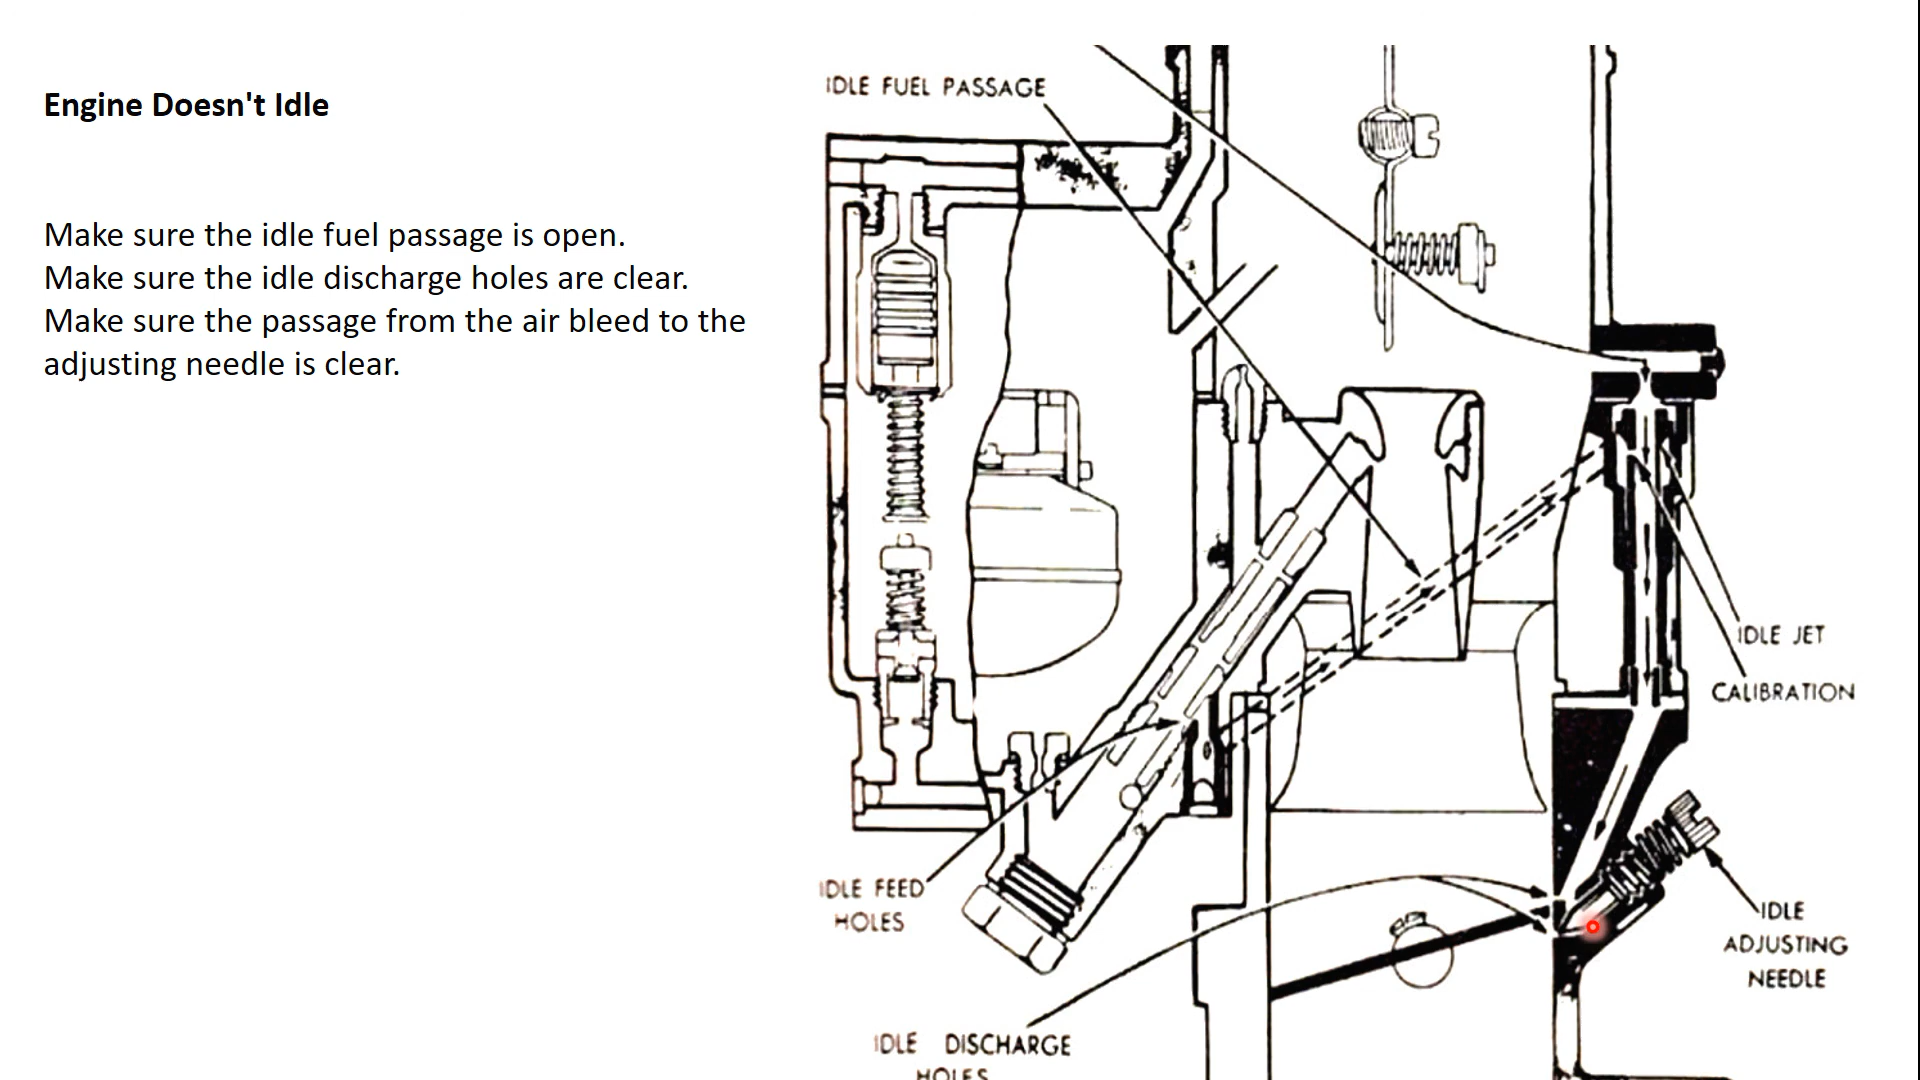 Engine Doesn't Idle
Make sure the idle fuel passage is open.
Make sure the idle discharge holes are clear.
Make sure the passage from the air bleed to the
adjusting needle is clear.
IDLE FUEL PASSAGE
IDLE JET
CALIBRATION
IDLE FEED
HOLES
IDLE
ADJUSTING
NEEDLE
IDLE DISCHARGE
HOLES